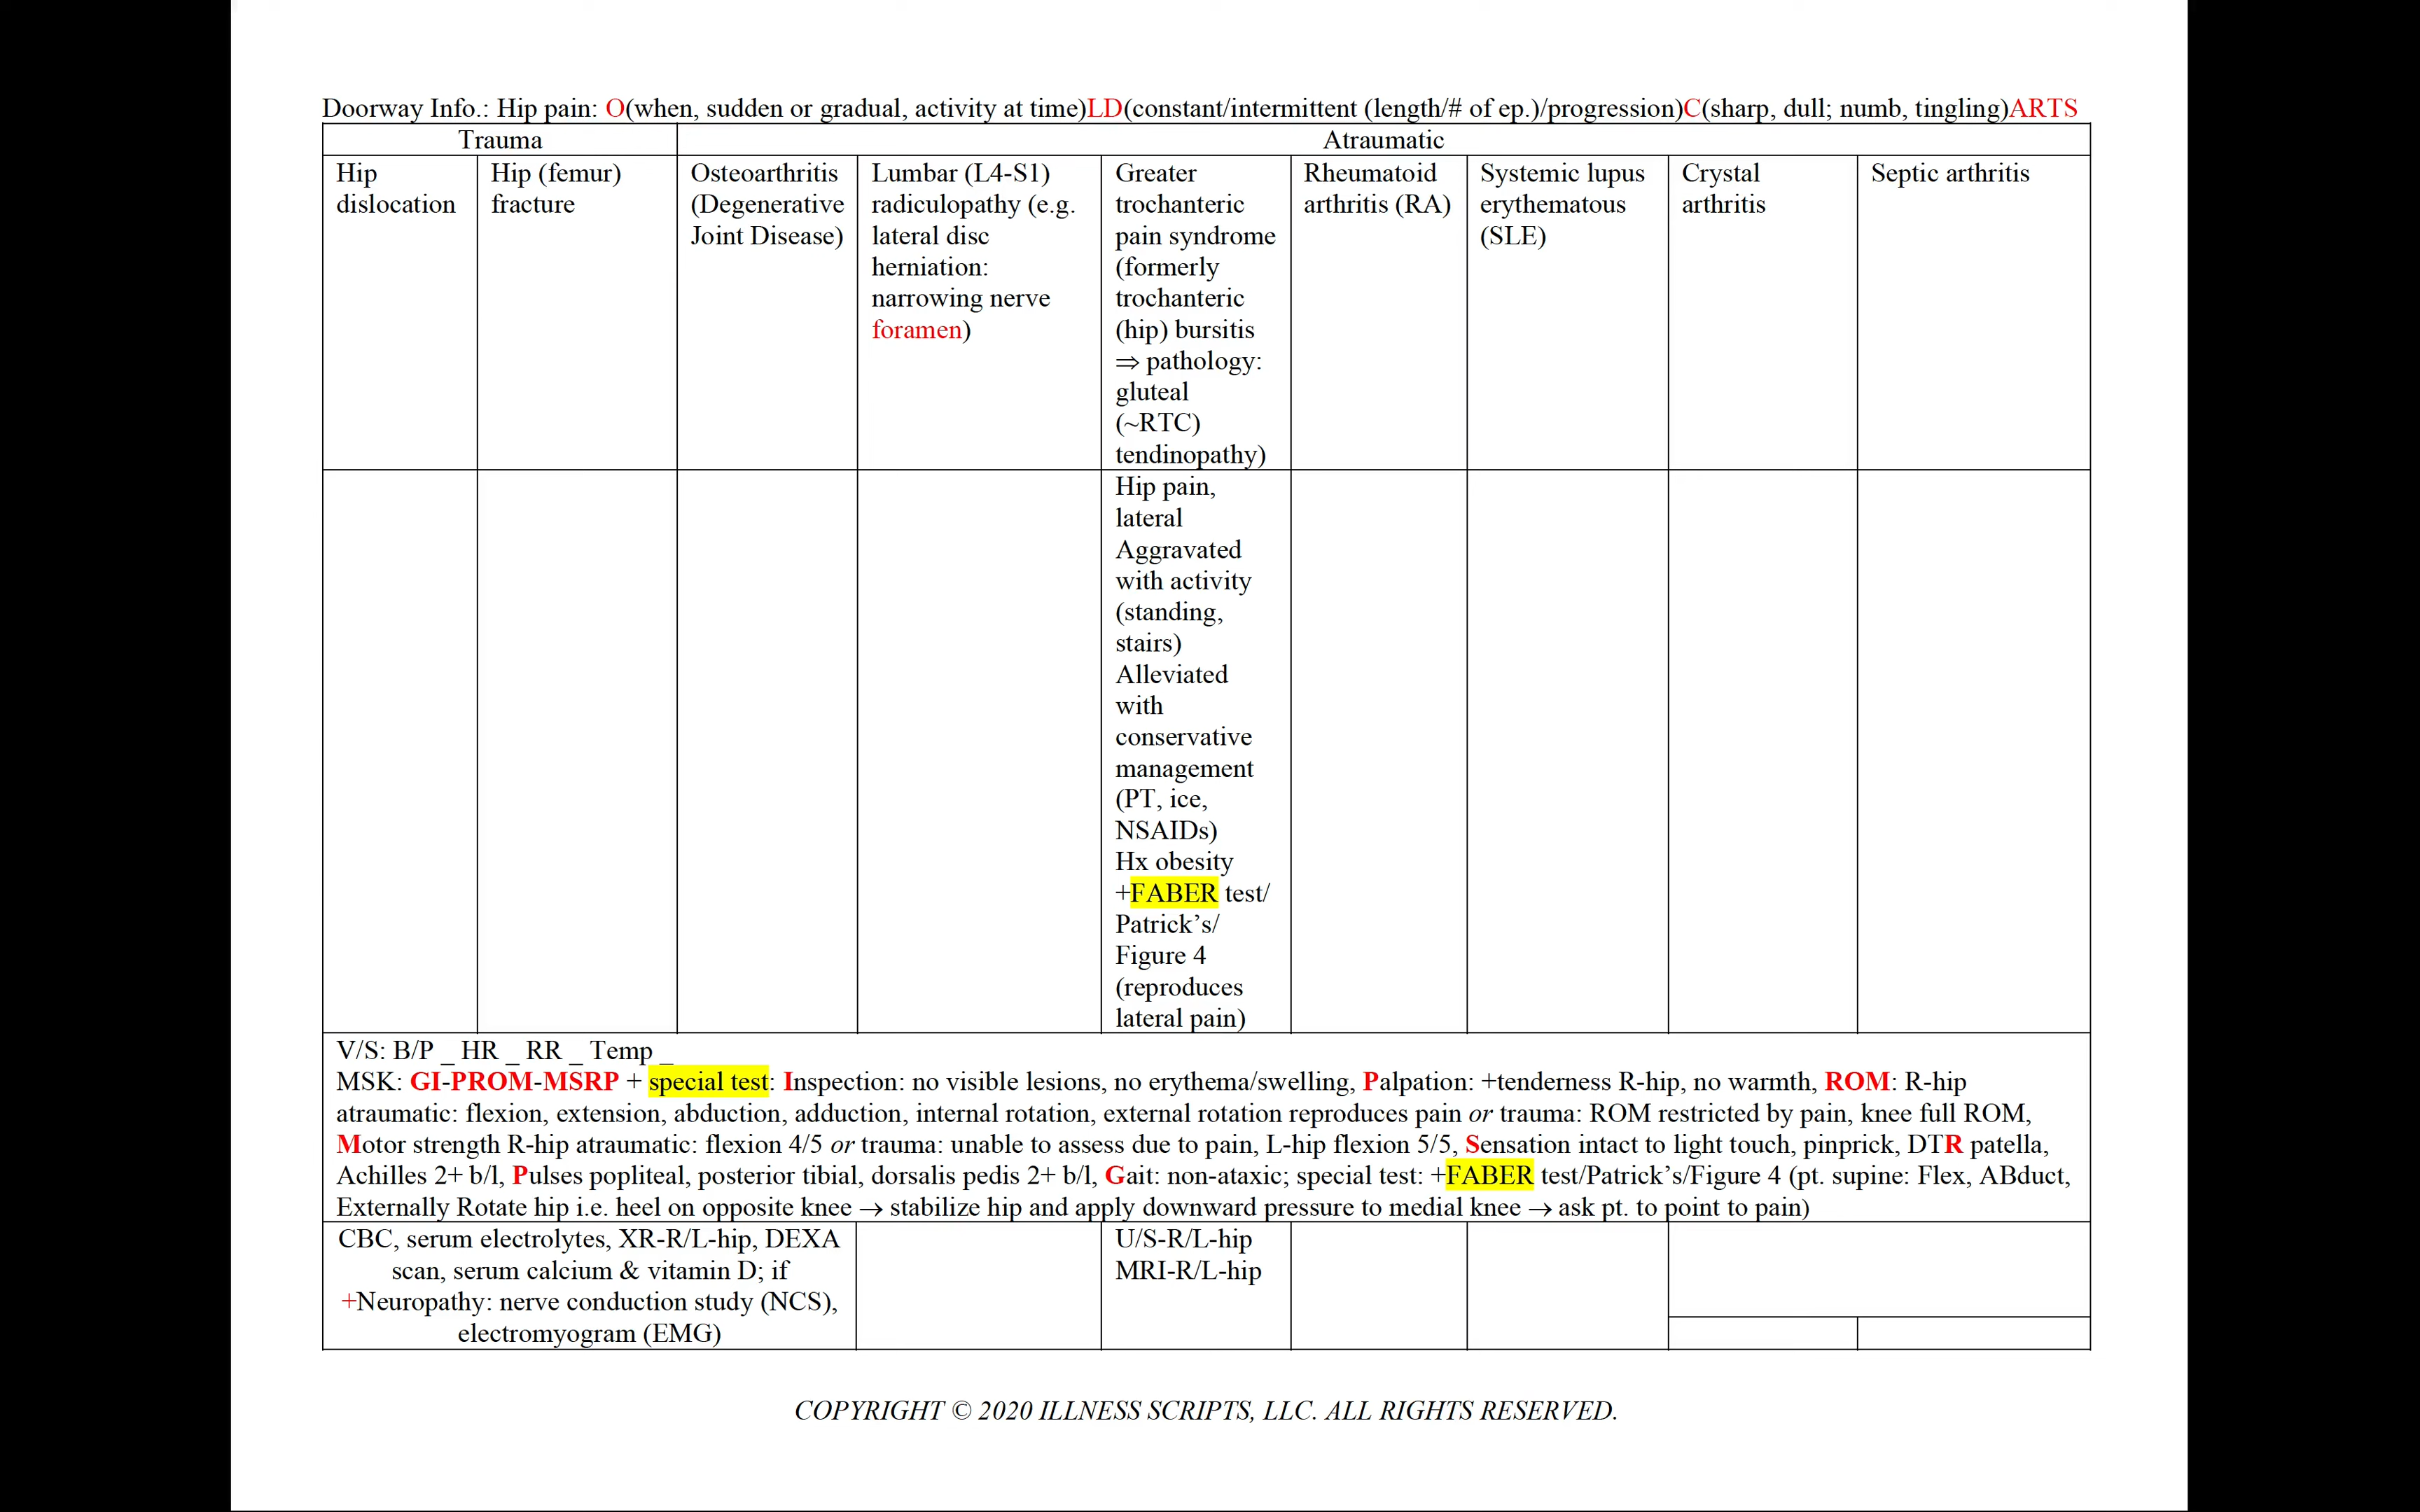 Doorway Info.: Hip pain: O(when, sudden or gradual, activity at time)LD(constant/intermittent (length/# of ep.)/progression)C(sharp, dull; numb, tingling)ARTS
Trauma
Atraumatic
Hip
dislocation
Hip (femur)
fracture
Osteoarthritis
(Degenerative
Joint Disease)
Lumbar (L4-S1)
radiculopathy (e.g.
lateral disc
herniation:
narrowing nerve
foramen)
Greater
trochanteric
pain syndrome
(formerly
trochanteric
(hip) bursitis
⇒ pathology:
gluteal
(~RTC)
tendinopathy)
Rheumatoid
arthritis (RA)
Systemic lupus
erythematous
(SLE)
Crystal
arthritis
Septic arthritis
Hip pain,
lateral
Aggravated
with activity
(standing,
stairs)
Alleviated
with
conservative
management
(PT, ice,
NSAIDs)
Hx obesity
+FABER test/
Patrick’s/
Figure 4
(reproduces
lateral pain)
V/S: B/P _ HR _ RR _ Temp _
MSK: GI-PROM-MSRP + special test: Inspection: no visible lesions, no erythema/swelling, Palpation: +tenderness R-hip, no warmth, ROM: R-hip
atraumatic: flexion, extension, abduction, adduction, internal rotation, external rotation reproduces pain or trauma: ROM restricted by pain, knee full ROM,
Motor strength R-hip atraumatic: flexion 4/5 or trauma: unable to assess due to pain, L-hip flexion 5/5, Sensation intact to light touch, pinprick, DTR patella,
Achilles 2+ b/l, Pulses popliteal, posterior tibial, dorsalis pedis 2+ b/l, Gait: non-ataxic; special test: +FABER test/Patrick’s/Figure 4 (pt. supine: Flex, ABduct,
Externally Rotate hip i.e. heel on opposite knee → stabilize hip and apply downward pressure to medial knee → ask pt. to point to pain)
CBC, serum electrolytes, XR-R/L-hip, DEXA
scan, serum calcium & vitamin D; if
+Neuropathy: nerve conduction study (NCS),
electromyogram (EMG)
U/S-R/L-hip
MRI-R/L-hip
COPYRIGHT © 2020 ILLNESS SCRIPTS, LLC. ALL RIGHTS RESERVED.